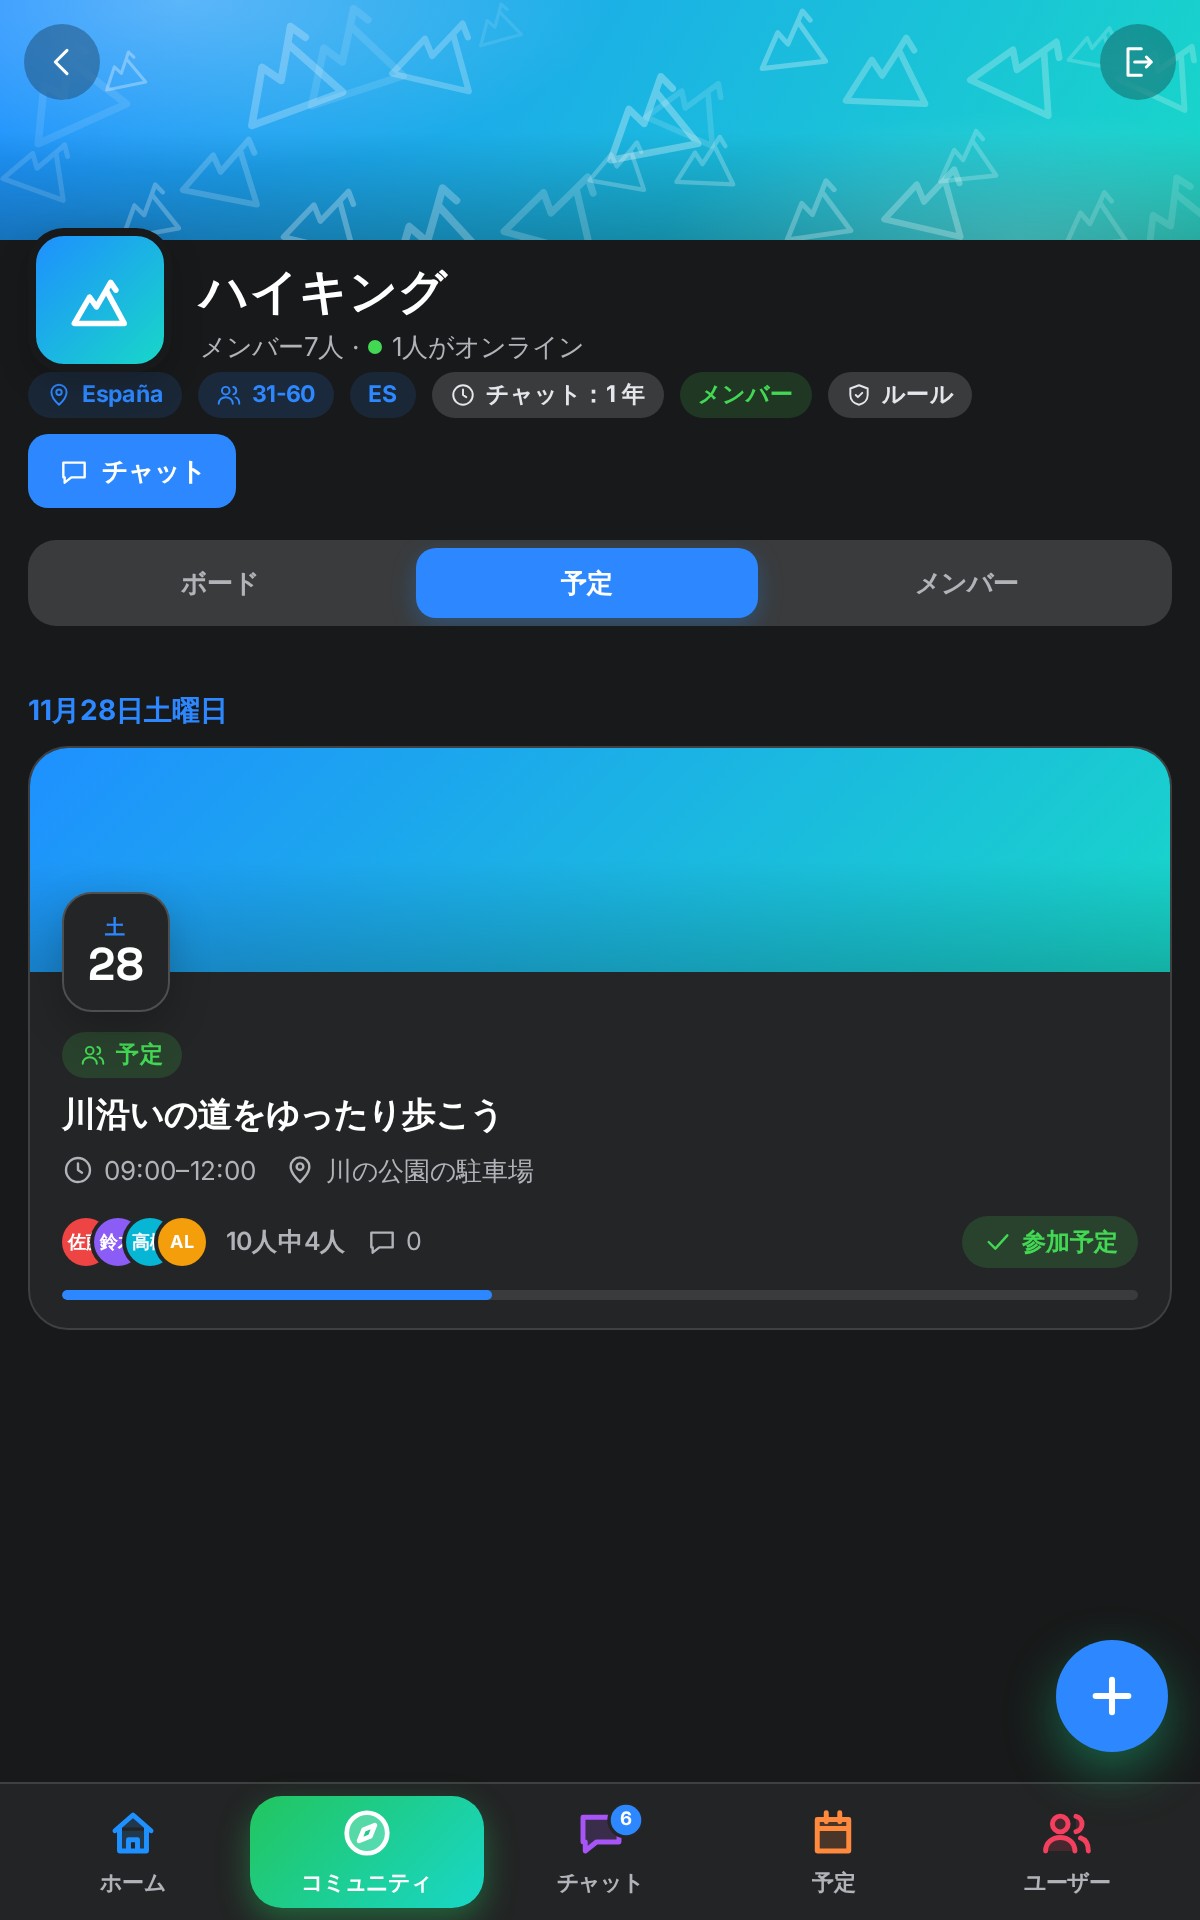 ハイキング
メンバー7人 · 1人がオンライン
España 31-60 ES チャット：1 年 メンバー ルール
チャット
ボード 予定 メンバー
11月28日土曜日
土
28
予定
川沿いの道をゆったり歩こう
09:00–12:00 川の公園の駐車場
AL 10人中4人 0 参加予定
6
ホーム コミュニティ チャット 予定 ユーザー